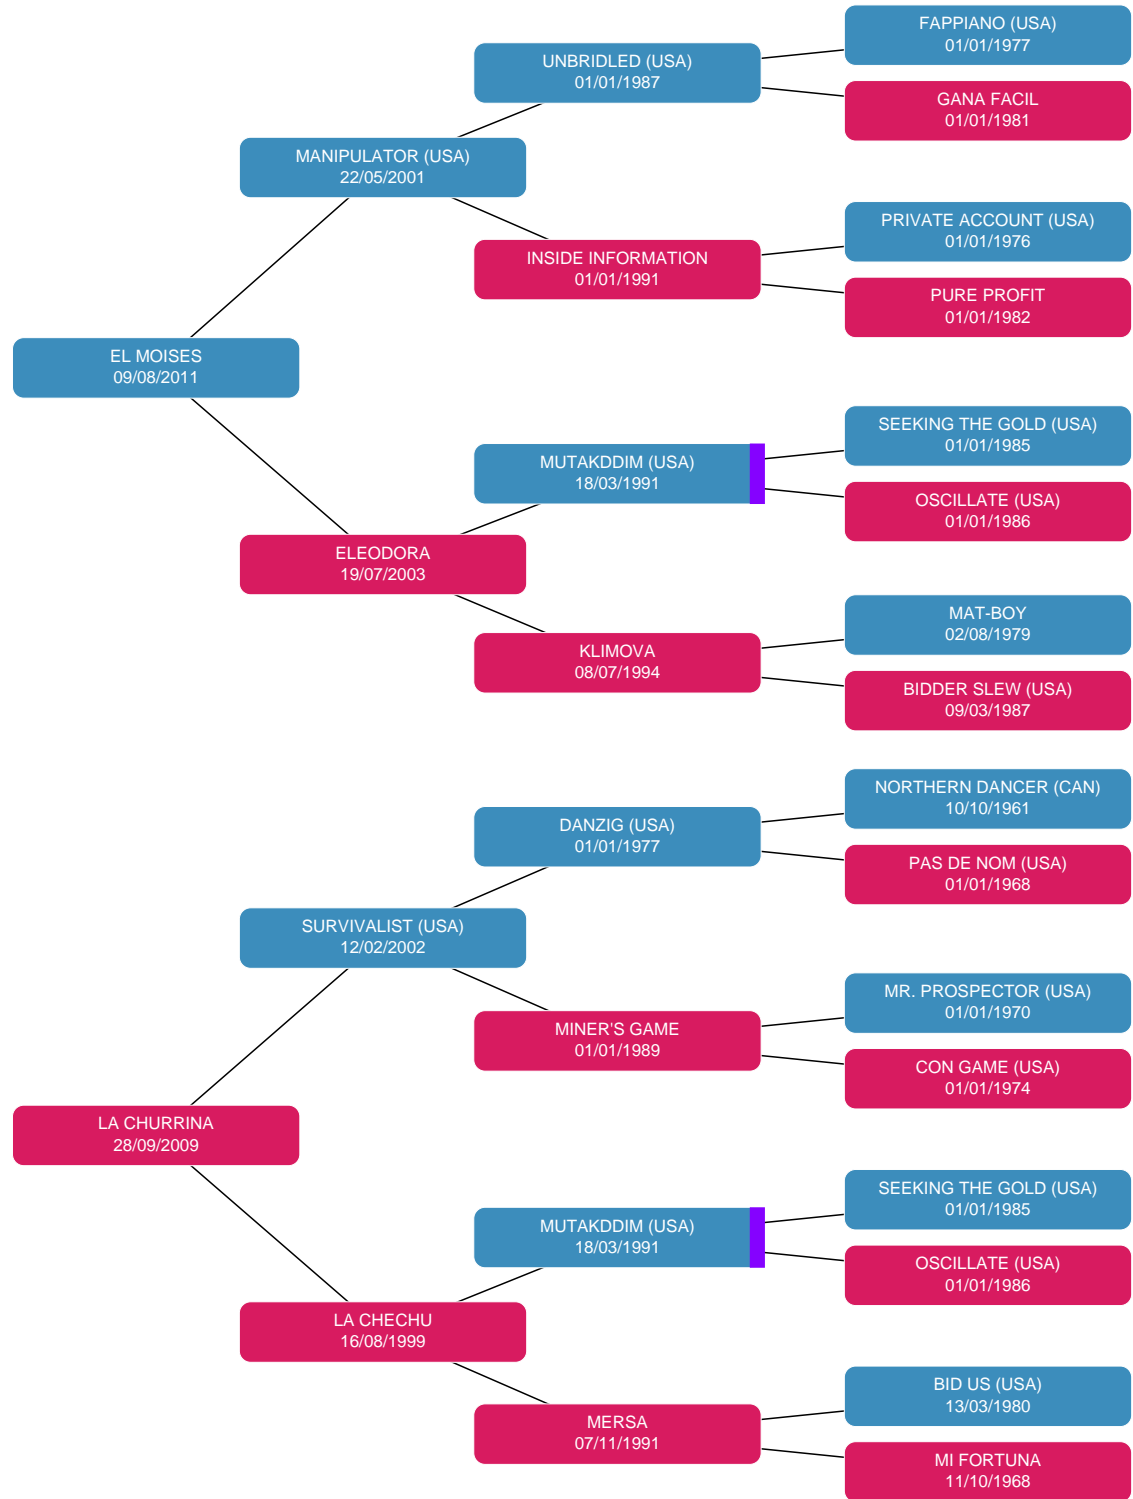 FAPPIANO (USA)
01/01/1977
UNBRIDLED (USA)
01/01/1987
GANA FACIL
01/01/1981
MANIPULATOR (USA)
22/05/2001
PRIVATE ACCOUNT (USA)
01/01/1976
INSIDE INFORMATION
01/01/1991
PURE PROFIT
01/01/1982
EL MOISES
09/08/2011
SEEKING THE GOLD (USA)
01/01/1985
MUTAKDDIM (USA)
18/03/1991
OSCILLATE (USA)
01/01/1986
ELEODORA
19/07/2003
MAT-BOY
02/08/1979
KLIMOVA
08/07/1994
BIDDER SLEW (USA)
09/03/1987
NORTHERN DANCER (CAN)
10/10/1961
DANZIG (USA)
01/01/1977
PAS DE NOM (USA)
01/01/1968
SURVIVALIST (USA)
12/02/2002
MR. PROSPECTOR (USA)
01/01/1970
MINER'S GAME
01/01/1989
CON GAME (USA)
01/01/1974
LA CHURRINA
28/09/2009
SEEKING THE GOLD (USA)
01/01/1985
MUTAKDDIM (USA)
18/03/1991
OSCILLATE (USA)
01/01/1986
LA CHECHU
16/08/1999
BID US (USA)
13/03/1980
MERSA
07/11/1991
MI FORTUNA
11/10/1968